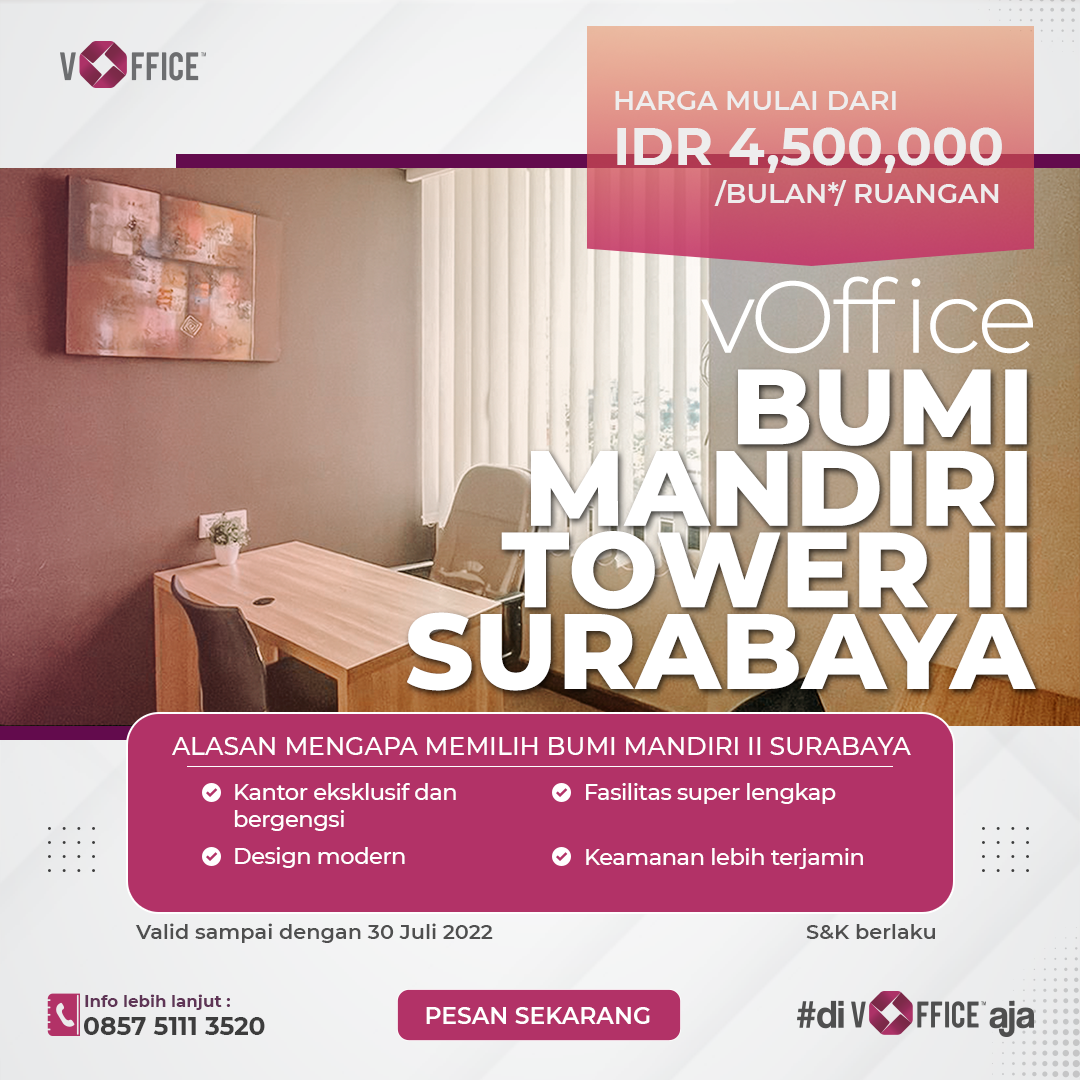 VOFFICE™
HARGA MULAI DARI
IDR 4,500,000
/BULAN*/ RUANGAN
vOffice
BUMI
MANDIRI
TOWER II
SURABAYA
ALASAN MENGAPA MEMILIH BUMI MANDIRI II SURABAYA
Kantor eksklusif dan
bergengsi
Design modern
Fasilitas super lengkap
Keamanan lebih terjamin
Valid sampai dengan 30 Juli 2022
S&K berlaku
Info lebih lanjut :
0857 5111 3520
PESAN SEKARANG
#di VOFFICE™ aja